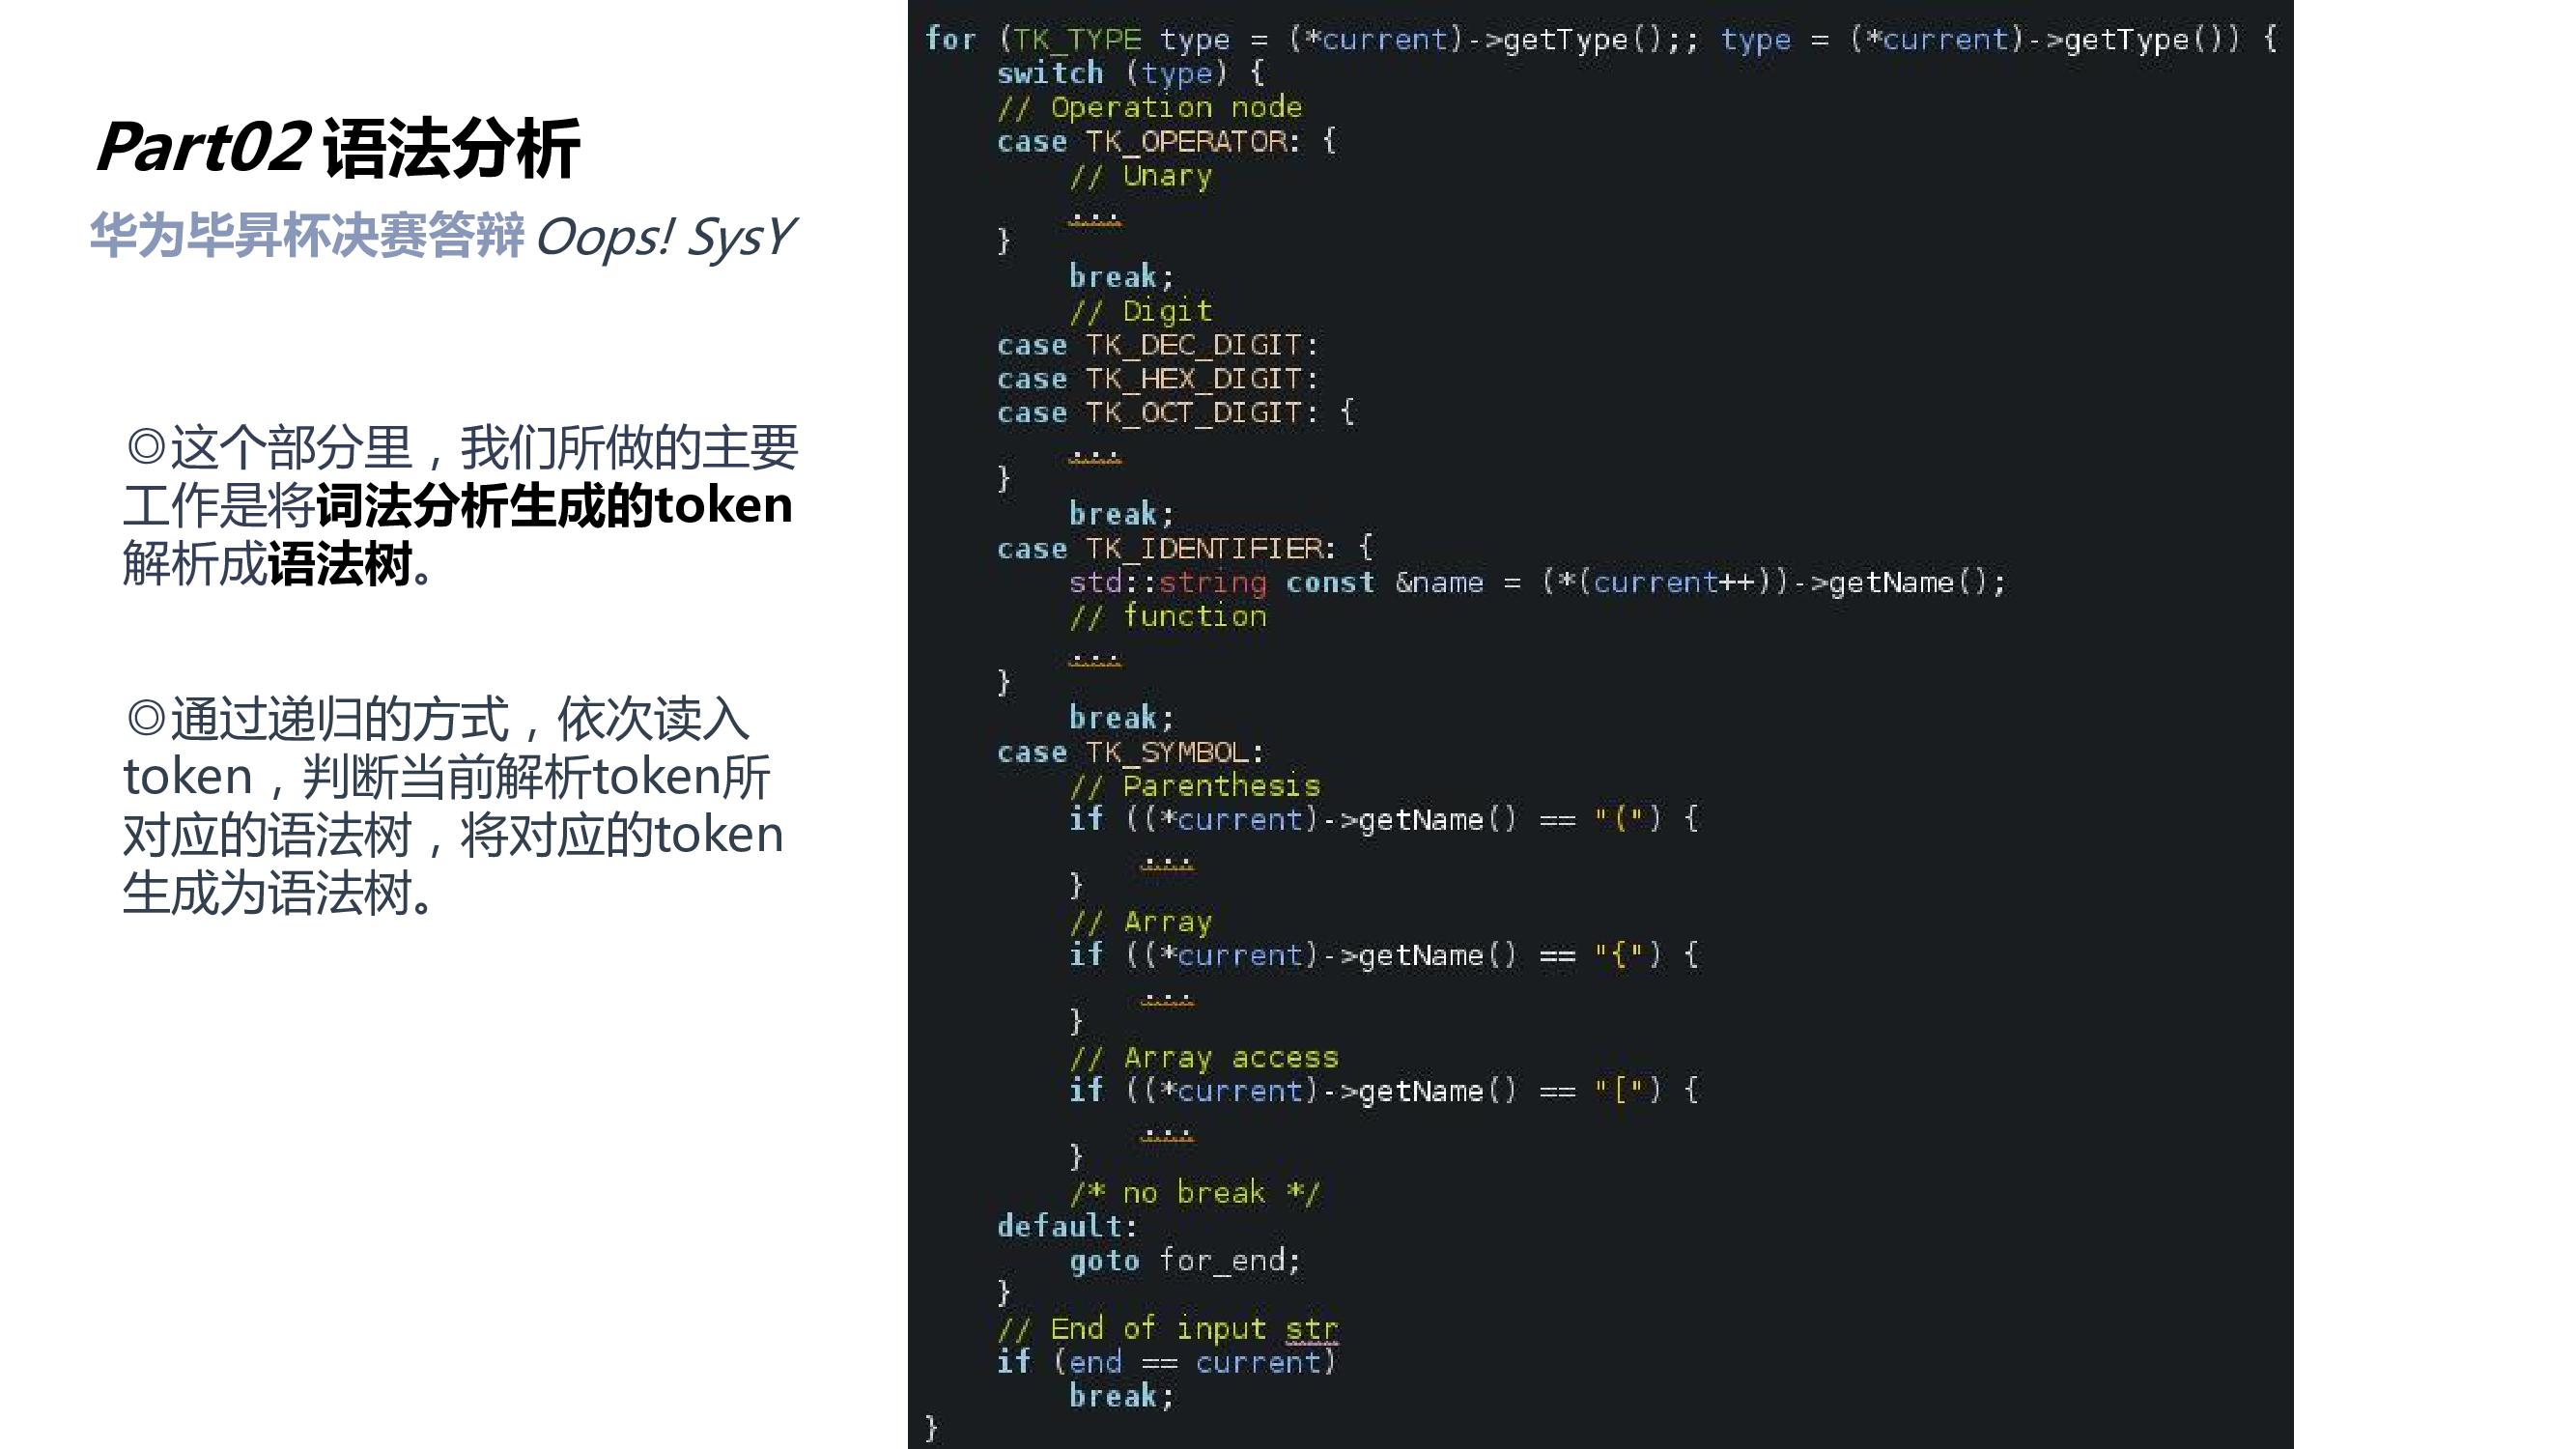 Part02 语法分析
华为毕昇杯决赛答辩 Oops! SysY
◎这个部分里，我们所做的主要
工作是将词法分析生成的token
解析成语法树。
◎通过递归的方式，依次读入
token，判断当前解析token所
对应的语法树，将对应的token
生成为语法树。
for (TK_TYPE type = (*current)->getType();; type = (*current)->getType()) {
    switch (type) {
    // Operation node
    case TK_OPERATOR: {
        // Unary
        ...
    }
        break;
        // Digit
    case TK_DEC_DIGIT:
    case TK_HEX_DIGIT:
    case TK_OCT_DIGIT: {
        ...
    }
        break;
    case TK_IDENTIFIER: {
        std::string const &name = (*(current++))->getName();
        // function
        ...
    }
        break;
    case TK_SYMBOL:
        // Parenthesis
        if ((*current)->getName() == "(") {
            ...
        }
        // Array
        if ((*current)->getName() == "{") {
            ...
        }
        // Array access
        if ((*current)->getName() == "[") {
            ...
        }
        /* no break */
    default:
        goto for_end;
    }
    // End of input str
    if (end == current)
        break;
}